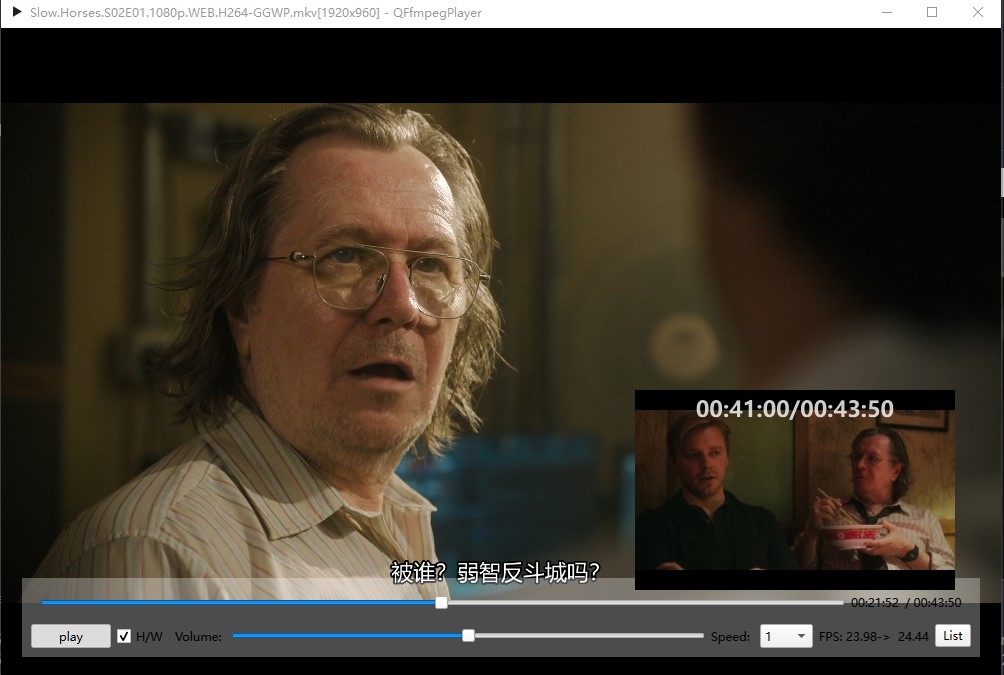 Slow.Horses.S02E01.1080p.WEB.H264-GGWP.mkv[1920x960] - QFfmpegPlayer
00:41:00/00:43:50
被谁？弱智反斗城吗？
00:21:52 / 00:43:50
play H/W Volume: Speed: 1 FPS: 23.98-> 24.44 List